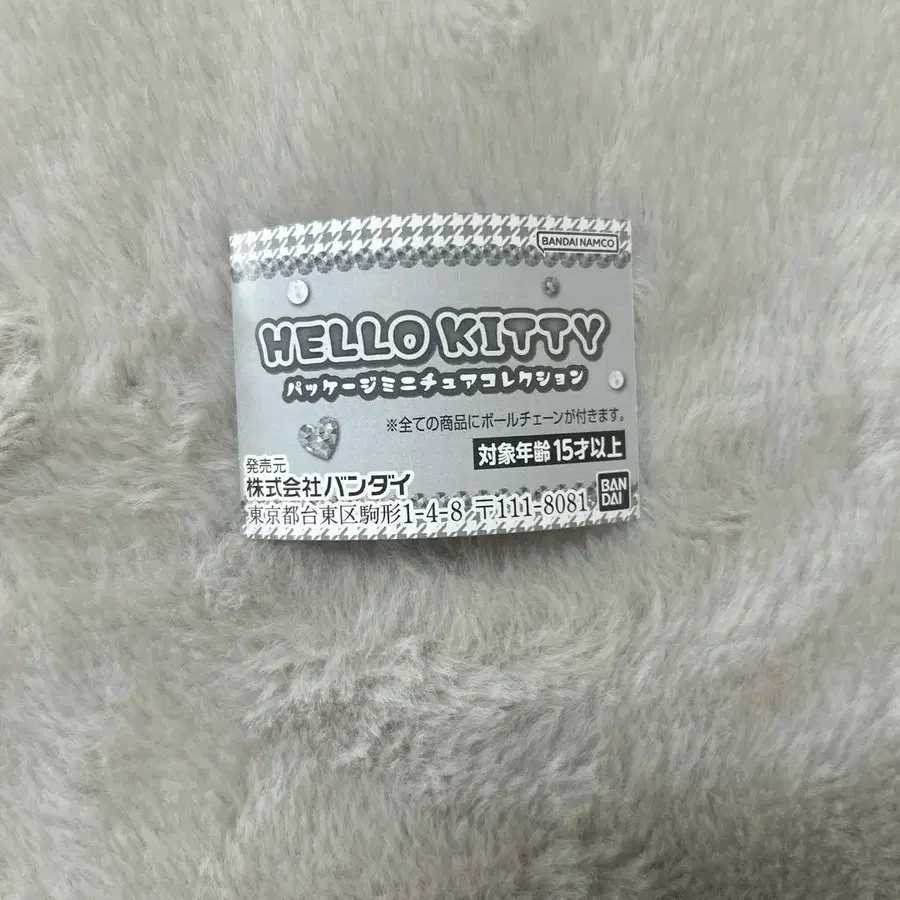 BANDAI NAMCO
HELLO KITTY
パッケージミニチュアコレクション
※全ての商品にボールチェーンが付きます。
対象年齢15才以上
発売元
株式会社バンダイ
東京都台東区駒形1-4-8 〒111-8081
BAN
DAI